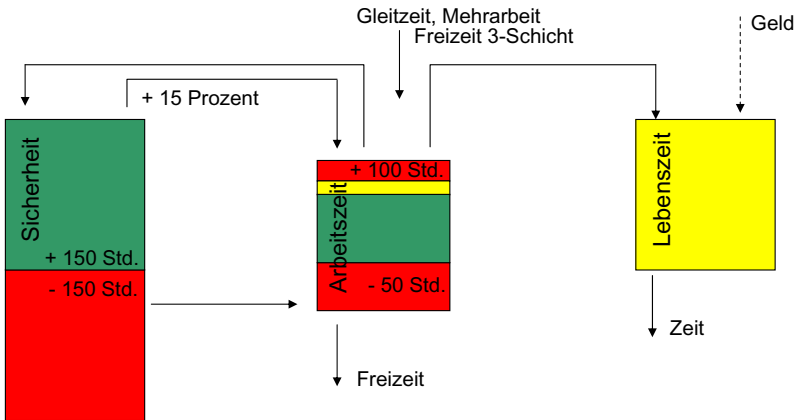 Gleitzeit, Mehrarbeit
Freizeit 3-Schicht
Geld
+ 15 Prozent
Sicherheit
+ 150 Std.
- 150 Std.
Arbeitszeit
+ 100 Std.
- 50 Std.
Lebenszeit
Freizeit
Zeit